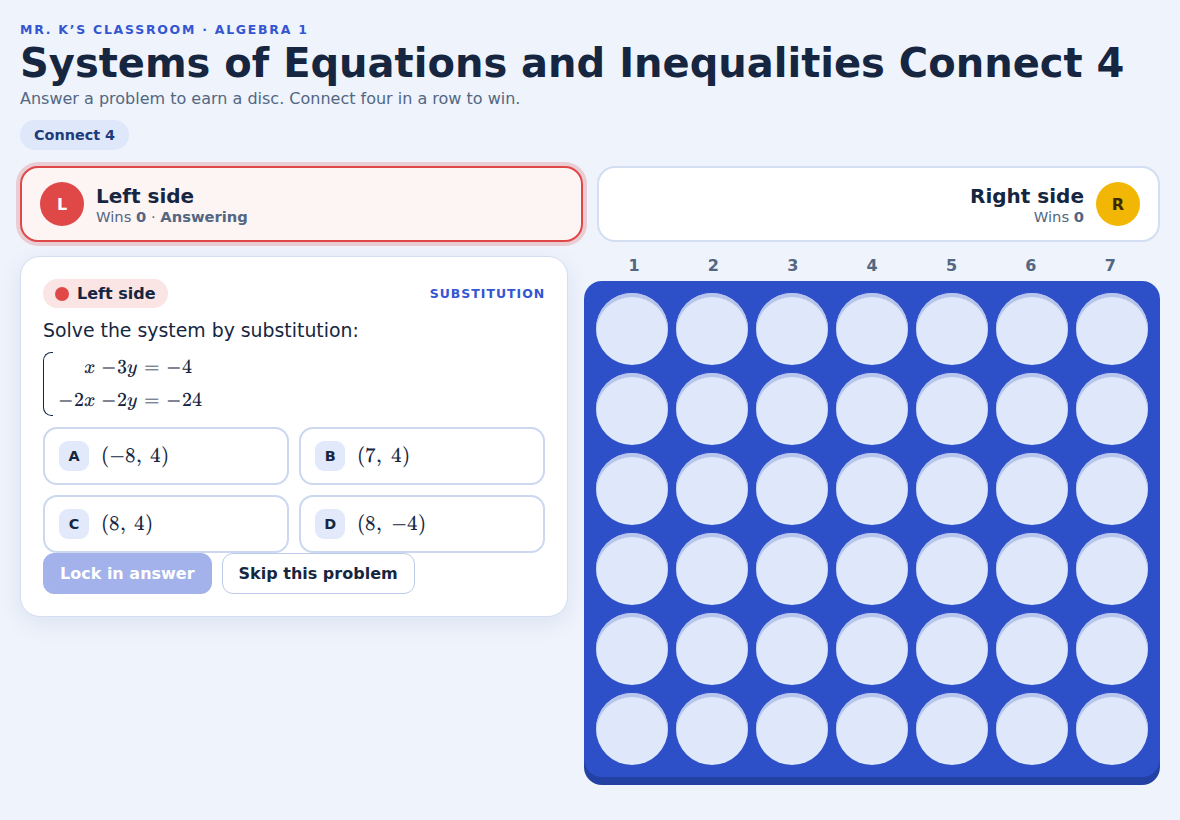 MR. K’S CLASSROOM · ALGEBRA 1
Systems of Equations and Inequalities Connect 4
Answer a problem to earn a disc. Connect four in a row to win.
Connect 4
L
Left side
Wins 0 · Answering
Right side
Wins 0
R
Left side
SUBSTITUTION
Solve the system by substitution:
x −3y = −4
−2x −2y = −24
A (−8, 4)
B (7, 4)
C (8, 4)
D (8, −4)
Lock in answer
Skip this problem
1 2 3 4 5 6 7